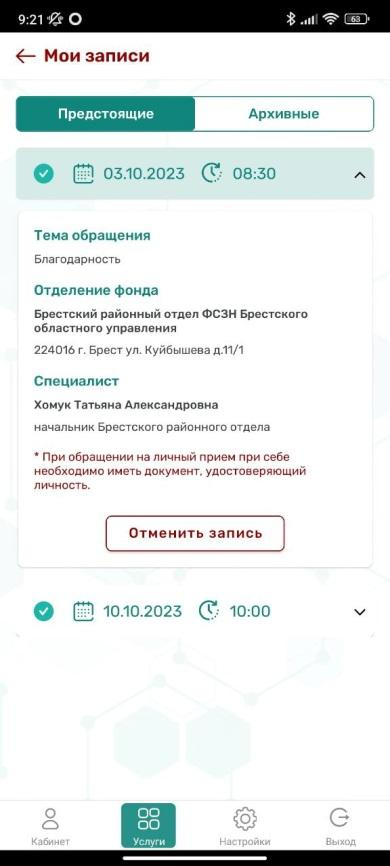 9:21
63
Мои записи
Предстоящие
Архивные
03.10.2023
08:30
Тема обращения
Благодарность
Отделение фонда
Брестский районный отдел ФСЗН Брестского
областного управления
224016 г. Брест ул. Куйбышева д.11/1
Специалист
Хомук Татьяна Александровна
начальник Брестского районного отдела
* При обращении на личный прием при себе
необходимо иметь документ, удостоверяющий
личность.
Отменить запись
10.10.2023
10:00
Кабинет
Услуги
Настройки
Выход